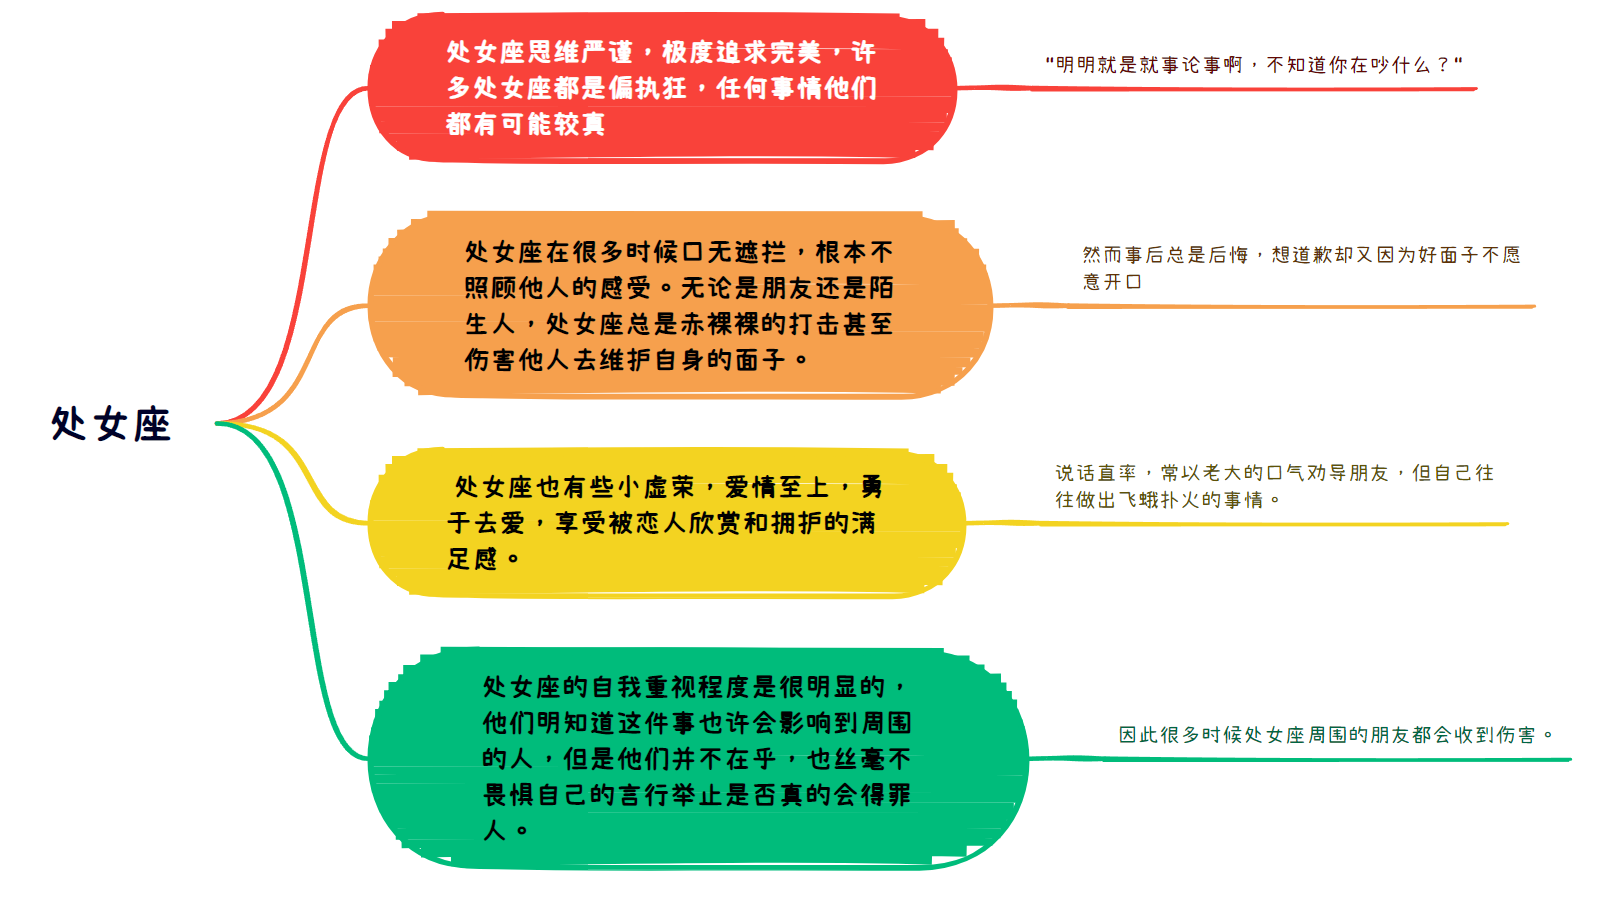 处女座
处女座思维严谨，极度追求完美，许
多处女座都是偏执狂，任何事情他们
都有可能较真
"明明就是就事论事啊，不知道你在吵什么？"
处女座在很多时候口无遮拦，根本不
照顾他人的感受。无论是朋友还是陌
生人，处女座总是赤裸裸的打击甚至
伤害他人去维护自身的面子。
然而事后总是后悔，想道歉却又因为好面子不愿
意开口
处女座也有些小虚荣，爱情至上，勇
于去爱，享受被恋人欣赏和拥护的满
足感。
说话直率，常以老大的口气劝导朋友，但自己往
往做出飞蛾扑火的事情。
处女座的自我重视程度是很明显的，
他们明知道这件事也许会影响到周围
的人，但是他们并不在乎，也丝毫不
畏惧自己的言行举止是否真的会得罪
人。
因此很多时候处女座周围的朋友都会收到伤害。